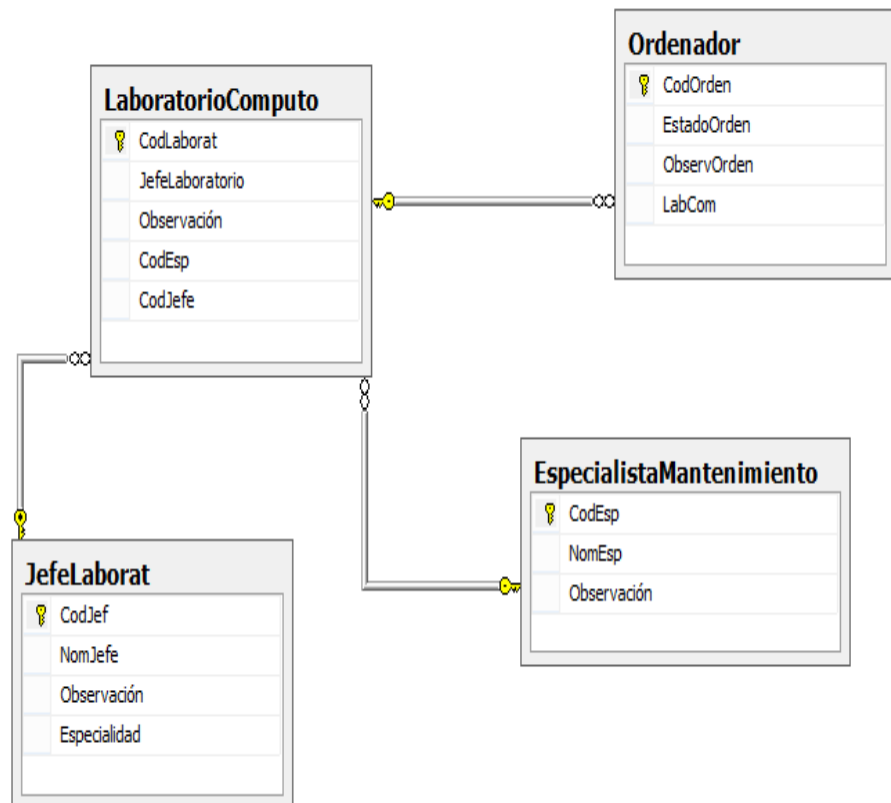 Ordenador
CodOrden
EstadoOrden
ObservOrden
LabCom
LaboratorioComputo
CodLaborat
JefeLaboratorio
Observación
CodEsp
CodJefe
EspecialistaMantenimiento
CodEsp
NomEsp
Observación
JefeLaborat
CodJef
NomJefe
Observación
Especialidad